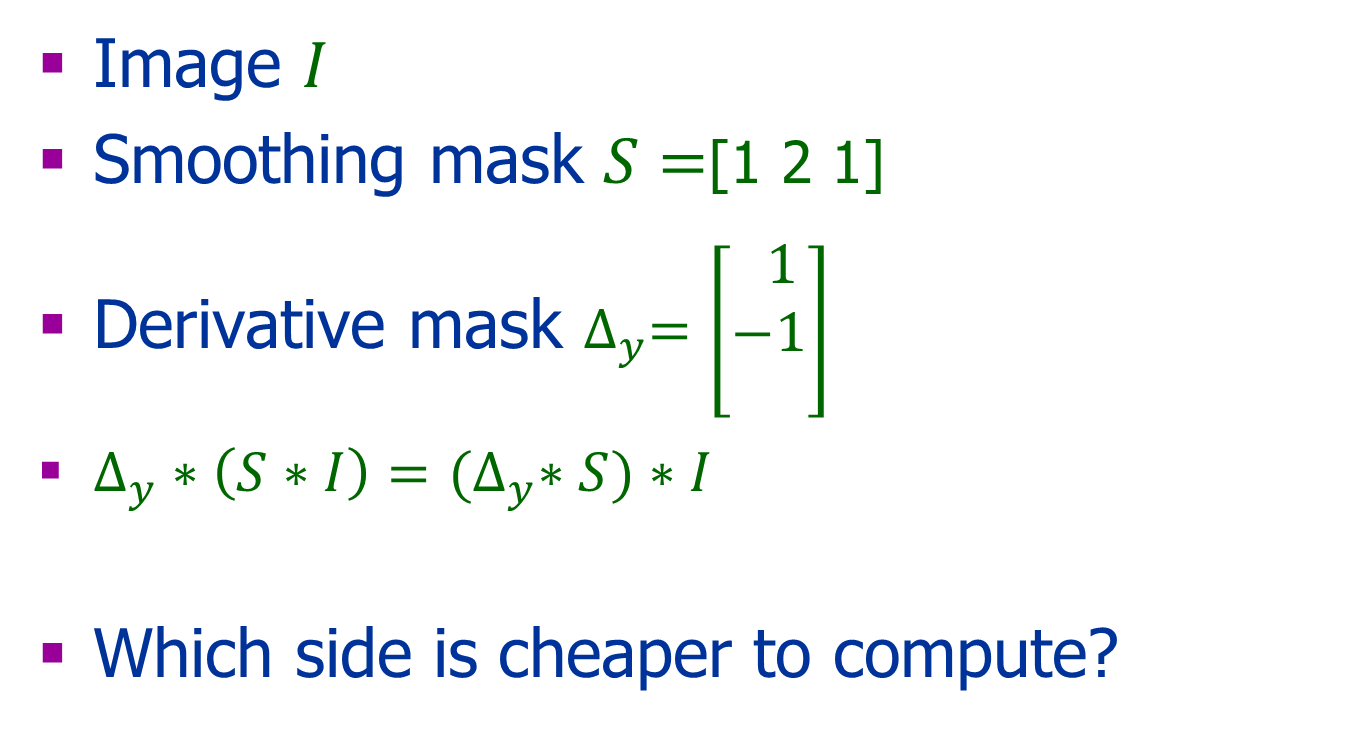 ▪ Image 𝐼
▪ Smoothing mask 𝑆 =[1 2 1]
▪ Derivative mask Δ𝑦= [1
−1]
▪ Δ𝑦 ∗ (𝑆 ∗ 𝐼) = (Δ𝑦∗ 𝑆) ∗ 𝐼
▪ Which side is cheaper to compute?